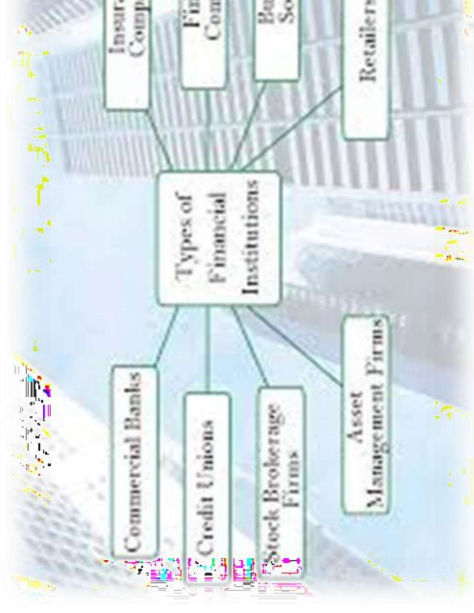 Types of
Financial
Institutions
Commercial Banks
Credit Unions
Stock Brokerage
Firms
Asset
Management Firms
Retailers